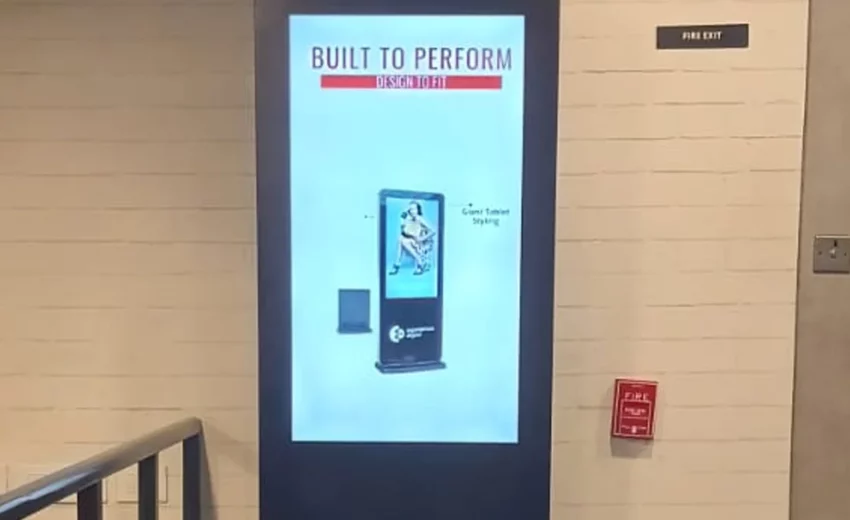 BUILT TO PERFORM
DESIGN TO FIT
FIRE EXIT
Giant Tablet
Styling
FIRE